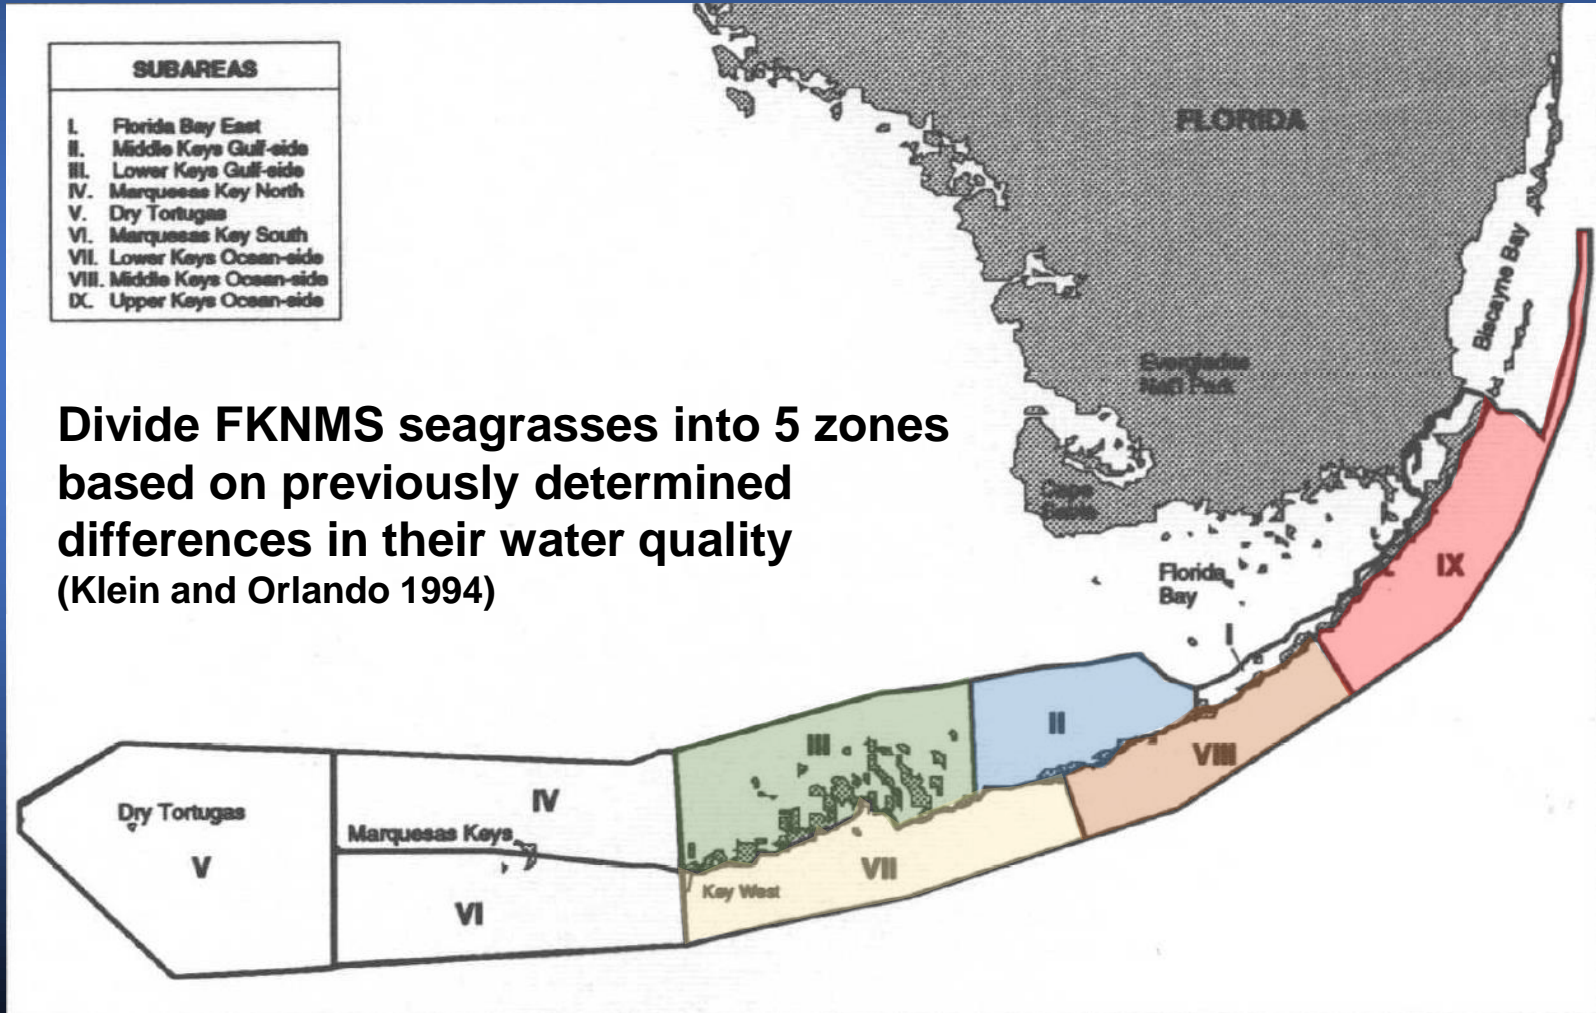 SUBAREAS
I. Florida Bay East
II. Middle Keys Gulf-side
III. Lower Keys Gulf-side
IV. Marquesas Key North
V. Dry Tortugas
VI. Marquesas Key South
VII. Lower Keys Ocean-side
VIII. Middle Keys Ocean-side
IX. Upper Keys Ocean-side
FLORIDA
Biscayne Bay
Everglades
Nat'l Park
Divide FKNMS seagrasses into 5 zones
based on previously determined
differences in their water quality
(Klein and Orlando 1994)
Cape
Sable
Florida
Bay
I
IX
II
III
VIII
IV
Dry Tortugas
Marquesas Keys
V
VII
Key West
VI